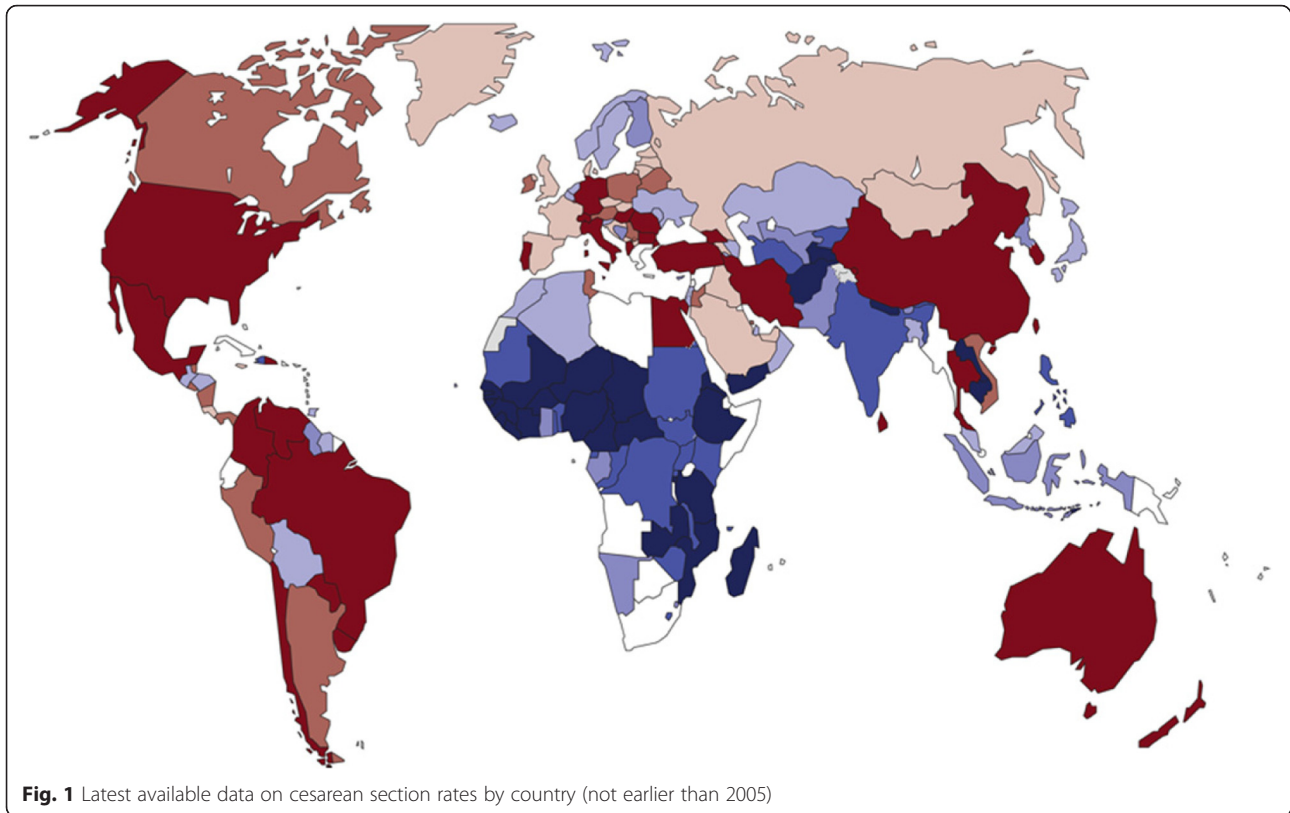 Fig. 1 Latest available data on cesarean section rates by country (not earlier than 2005)